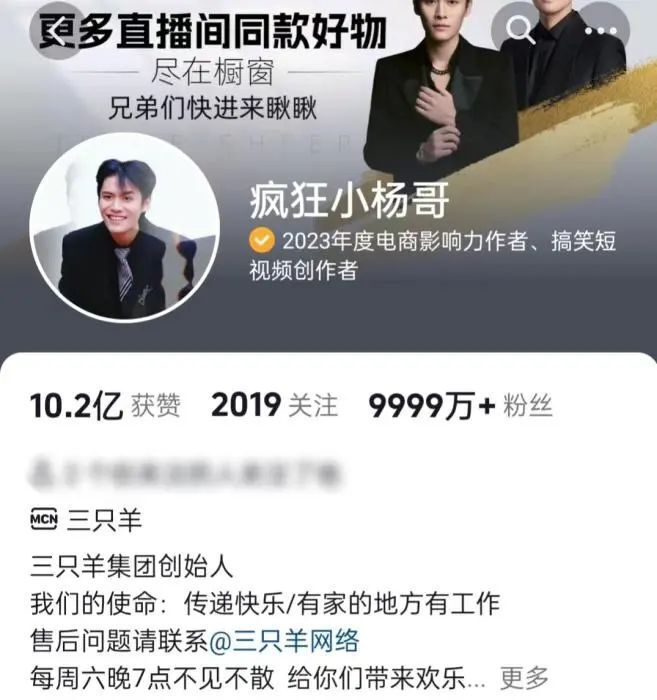 更多直播间同款好物
尽在橱窗
兄弟们快进来瞅瞅
疯狂小杨哥
2023年度电商影响力作者、搞笑短
视频创作者
10.2亿 获赞 2019 关注 9999万+ 粉丝
MCN 三只羊
三只羊集团创始人
我们的使命：传递快乐/有家的地方有工作
售后问题请联系@三只羊网络
每周六晚7点不见不散 给你们带来欢乐... 更多